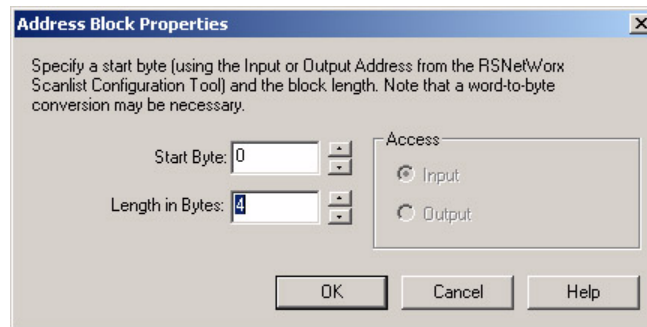 Address Block Properties
Specify a start byte (using the Input or Output Address from the RSNetWorx
Scanlist Configuration Tool) and the block length. Note that a word-to-byte
conversion may be necessary.
Start Byte: 0
Length in Bytes: 4
Access
Input
Output
OK Cancel Help